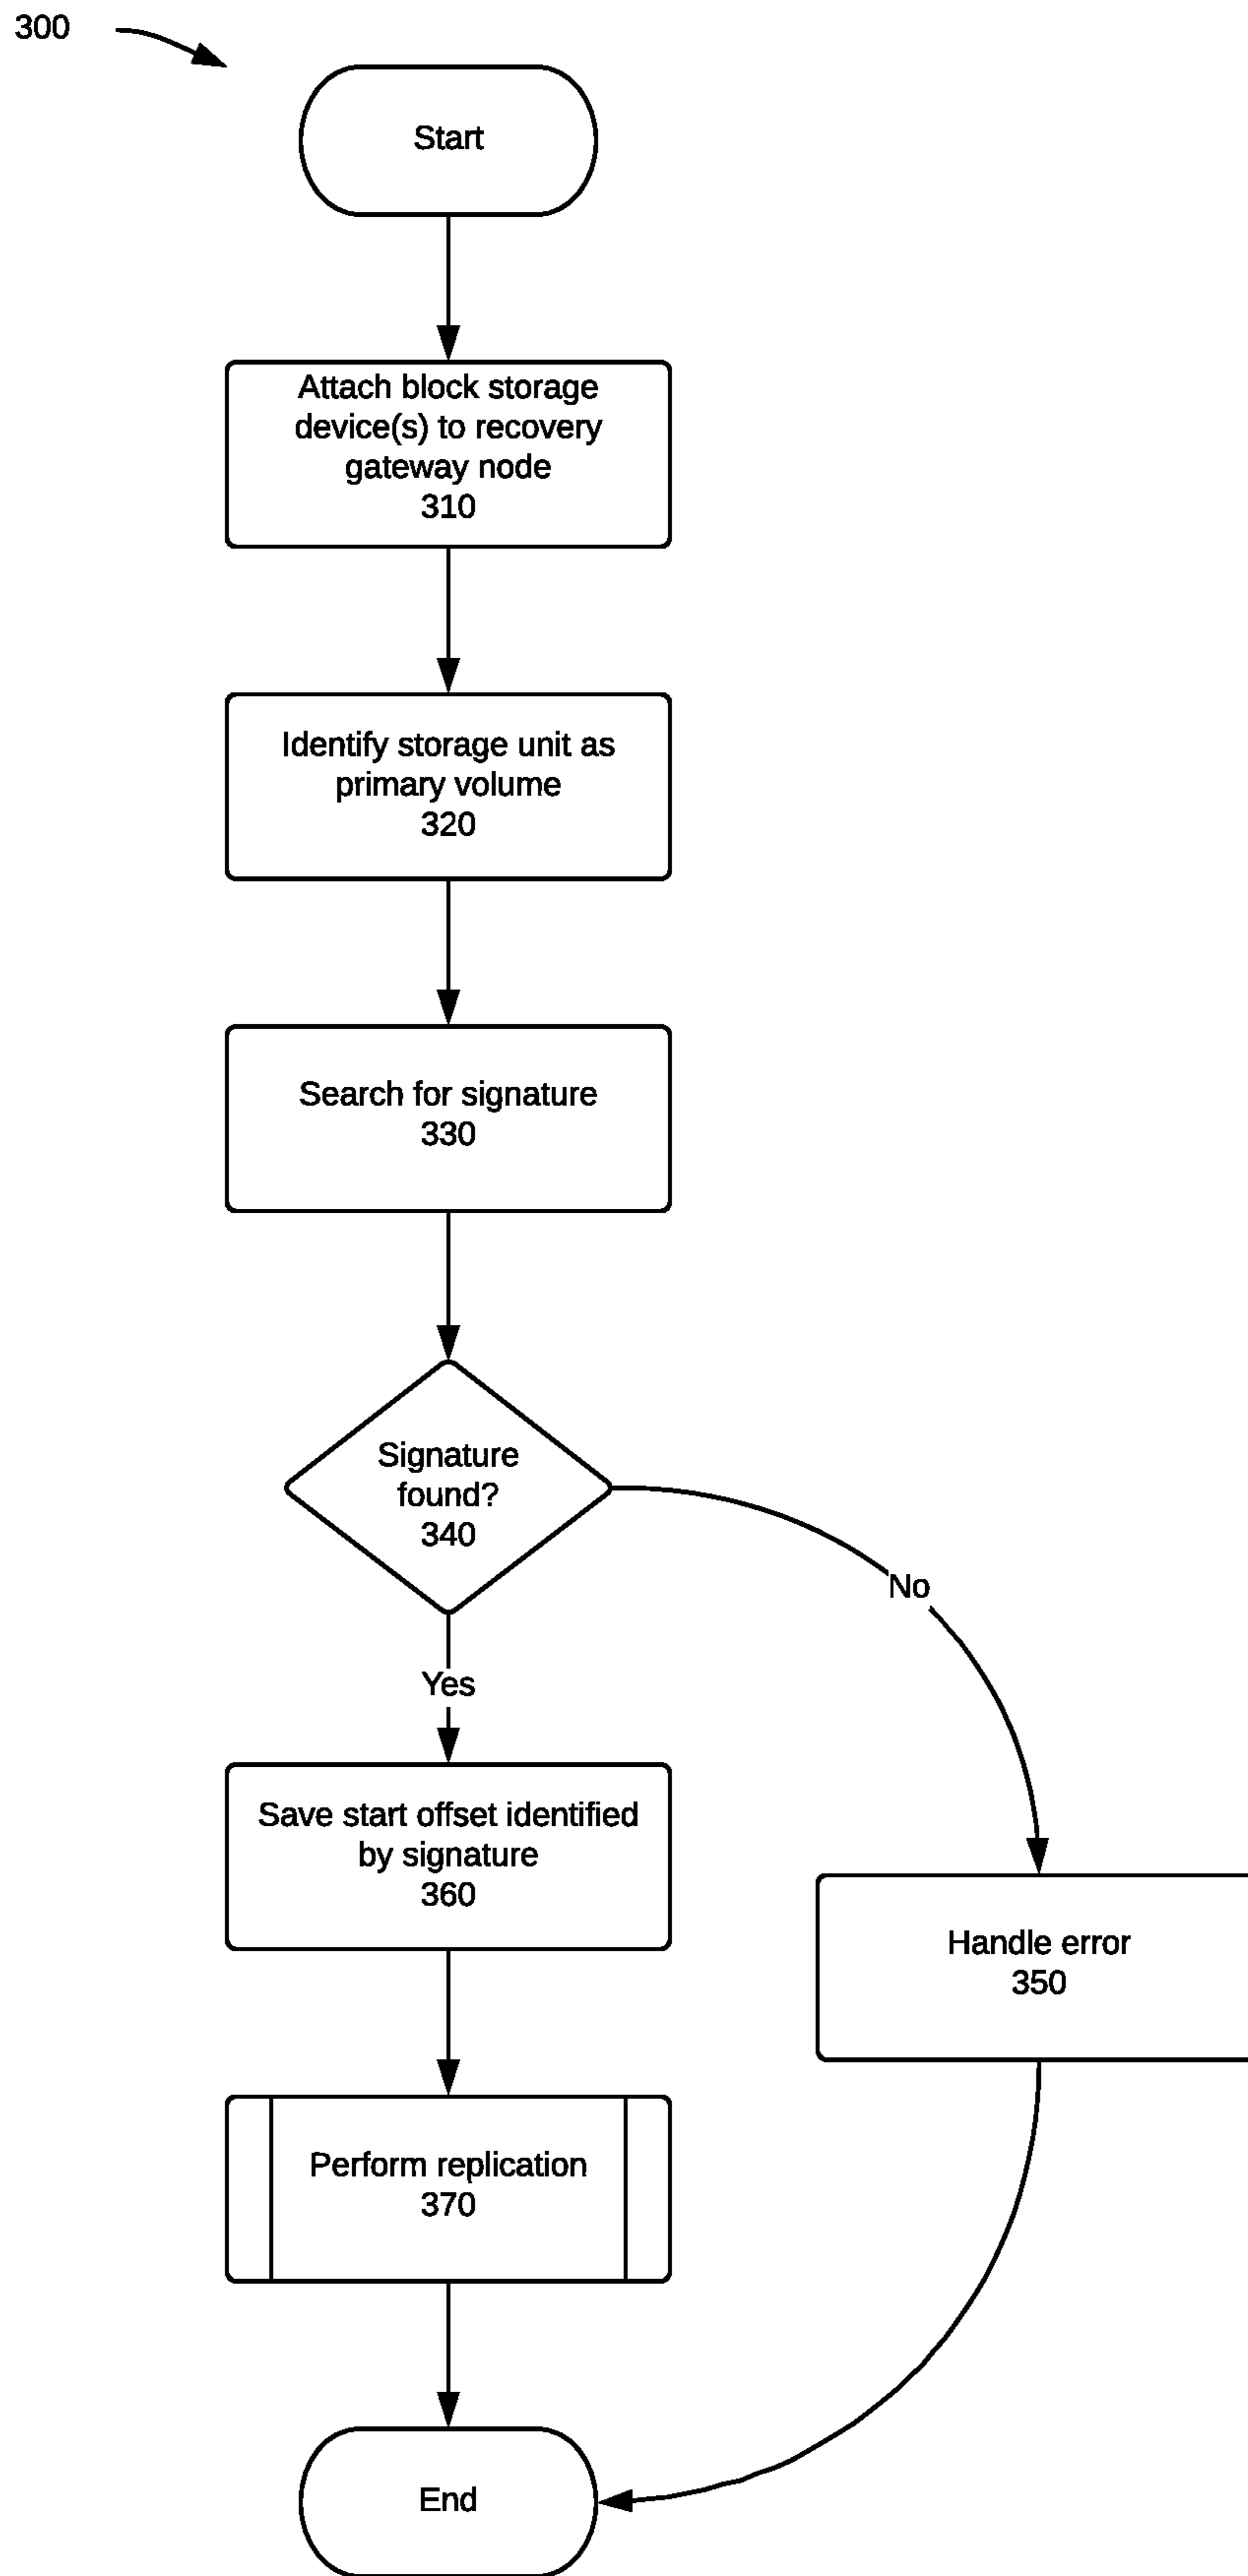 300
Start
Attach block storage
device(s) to recovery
gateway node
310
Identify storage unit as
primary volume
320
Search for signature
330
Signature
found?
340
No
Yes
Save start offset identified
by signature
360
Handle error
350
Perform replication
370
End